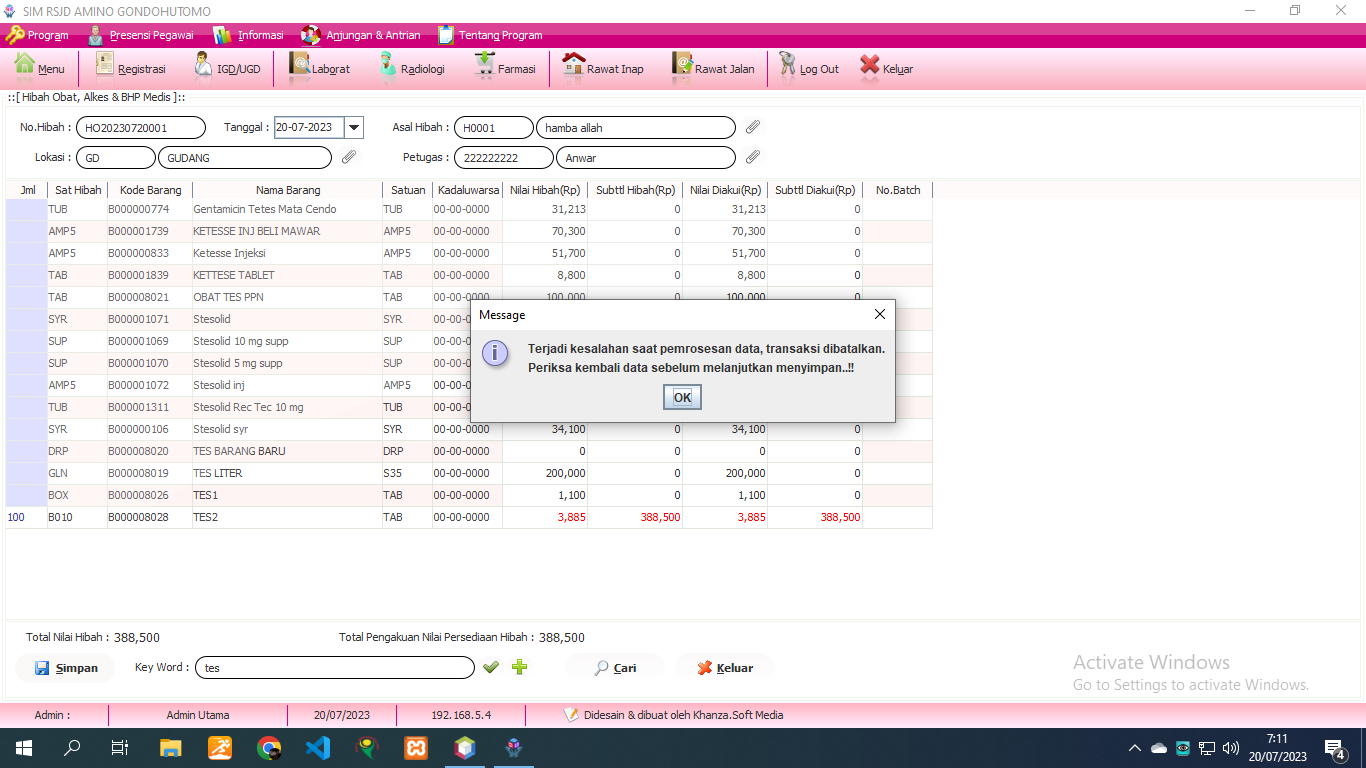 SIM RSJD AMINO GONDOHUTOMO
Program Presensi Pegawai Informasi Anjungan & Antrian Tentang Program
Menu Registrasi IGD/UGD Laborat Radiologi Farmasi Rawat Inap Rawat Jalan Log Out Keluar
::[ Hibah Obat, Alkes & BHP Medis ]::
No.Hibah : HO20230720001 Tanggal : 20-07-2023 Asal Hibah : H0001 hamba allah
Lokasi : GD GUDANG Petugas : 222222222 Anwar
Jml Sat Hibah Kode Barang Nama Barang Satuan Kadaluwarsa Nilai Hibah(Rp) Subttl Hibah(Rp) Nilai Diakui(Rp) Subttl Diakui(Rp) No.Batch
TUB B000000774 Gentamicin Tetes Mata Cendo TUB 00-00-0000 31,213 0 31,213 0
AMP5 B000001739 KETESSE INJ BELI MAWAR AMP5 00-00-0000 70,300 0 70,300 0
AMP5 B000000833 Ketesse Injeksi AMP5 00-00-0000 51,700 0 51,700 0
TAB B000001839 KETTESE TABLET TAB 00-00-0000 8,800 0 8,800 0
TAB B000008021 OBAT TES PPN TAB 00-00-0000 100,000 0 100,000 0
SYR B000001071 Stesolid SYR
SUP B000001069 Stesolid 10 mg supp SUP
SUP B000001070 Stesolid 5 mg supp SUP
AMP5 B000001072 Stesolid inj AMP5
TUB B000001311 Stesolid Rec Tec 10 mg TUB
SYR B000000106 Stesolid syr SYR 00-00-0000 34,100 0 34,100 0
DRP B000008020 TES BARANG BARU DRP 00-00-0000 0 0 0 0
GLN B000008019 TES LITER S35 00-00-0000 200,000 0 200,000 0
BOX B000008026 TES1 TAB 00-00-0000 1,100 0 1,100 0
100 B010 B000008028 TES2 TAB 00-00-0000 3,885 388,500 3,885 388,500
Message
Terjadi kesalahan saat pemrosesan data, transaksi dibatalkan.
Periksa kembali data sebelum melanjutkan menyimpan..!!
OK
Total Nilai Hibah : 388,500 Total Pengakuan Nilai Persediaan Hibah : 388,500
Simpan Key Word : tes Cari Keluar
Activate Windows
Go to Settings to activate Windows.
Admin : Admin Utama 20/07/2023 192.168.5.4 Didesain & dibuat oleh Khanza.Soft Media
7:11
20/07/2023
4